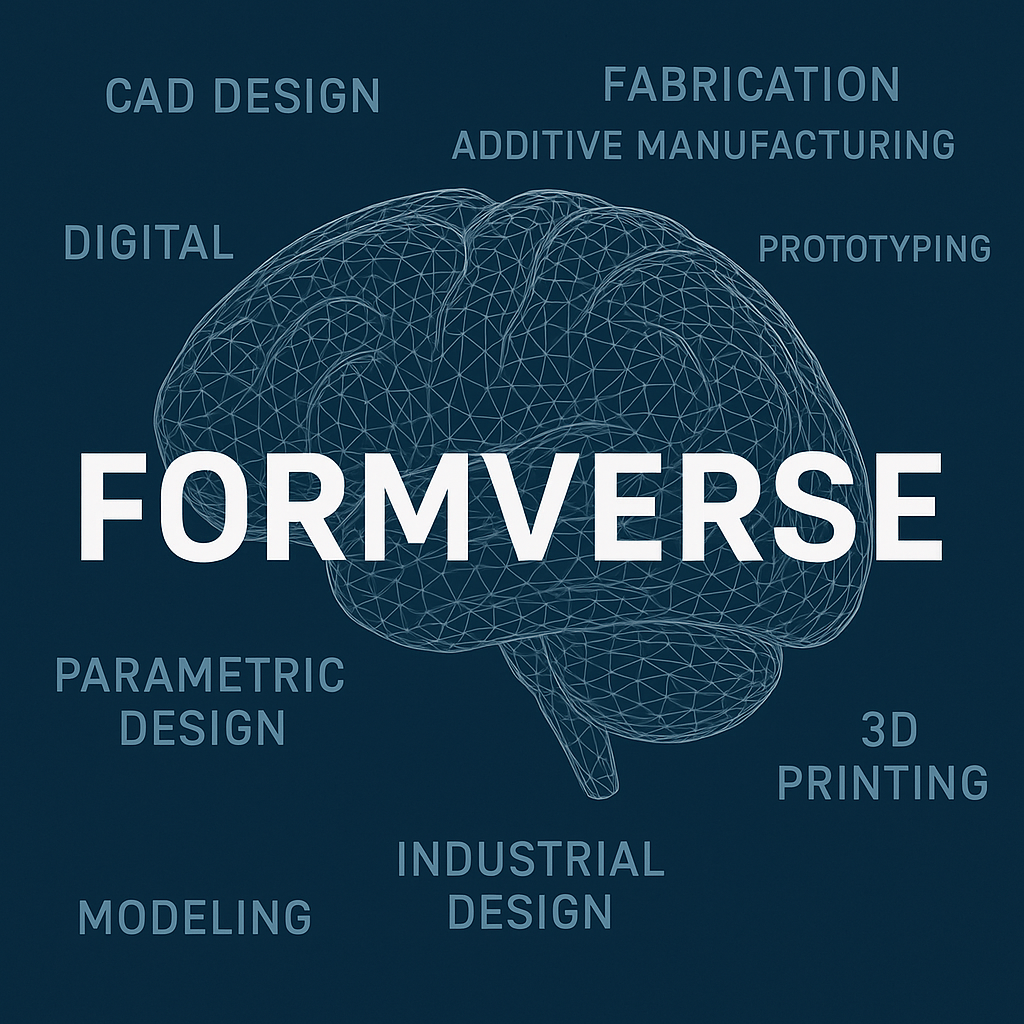 CAD DESIGN
FABRICATION
ADDITIVE MANUFACTURING
DIGITAL
PROTOTYPING
FORMVERSE
PARAMETRIC
DESIGN
3D
PRINTING
INDUSTRIAL
DESIGN
MODELING